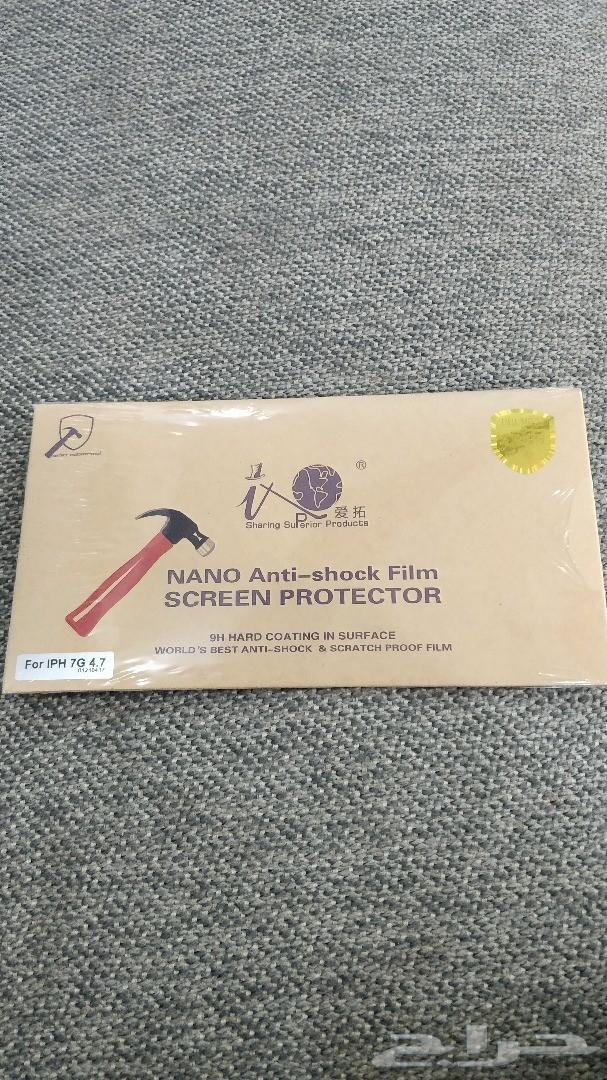 ®
爱拓
Sharing Superior Products
NANO Anti-shock Film
SCREEN PROTECTOR
9H HARD COATING IN SURFACE
WORLD'S BEST ANTI-SHOCK & SCRATCH PROOF FILM
For IPH 7G 4.7
حراج